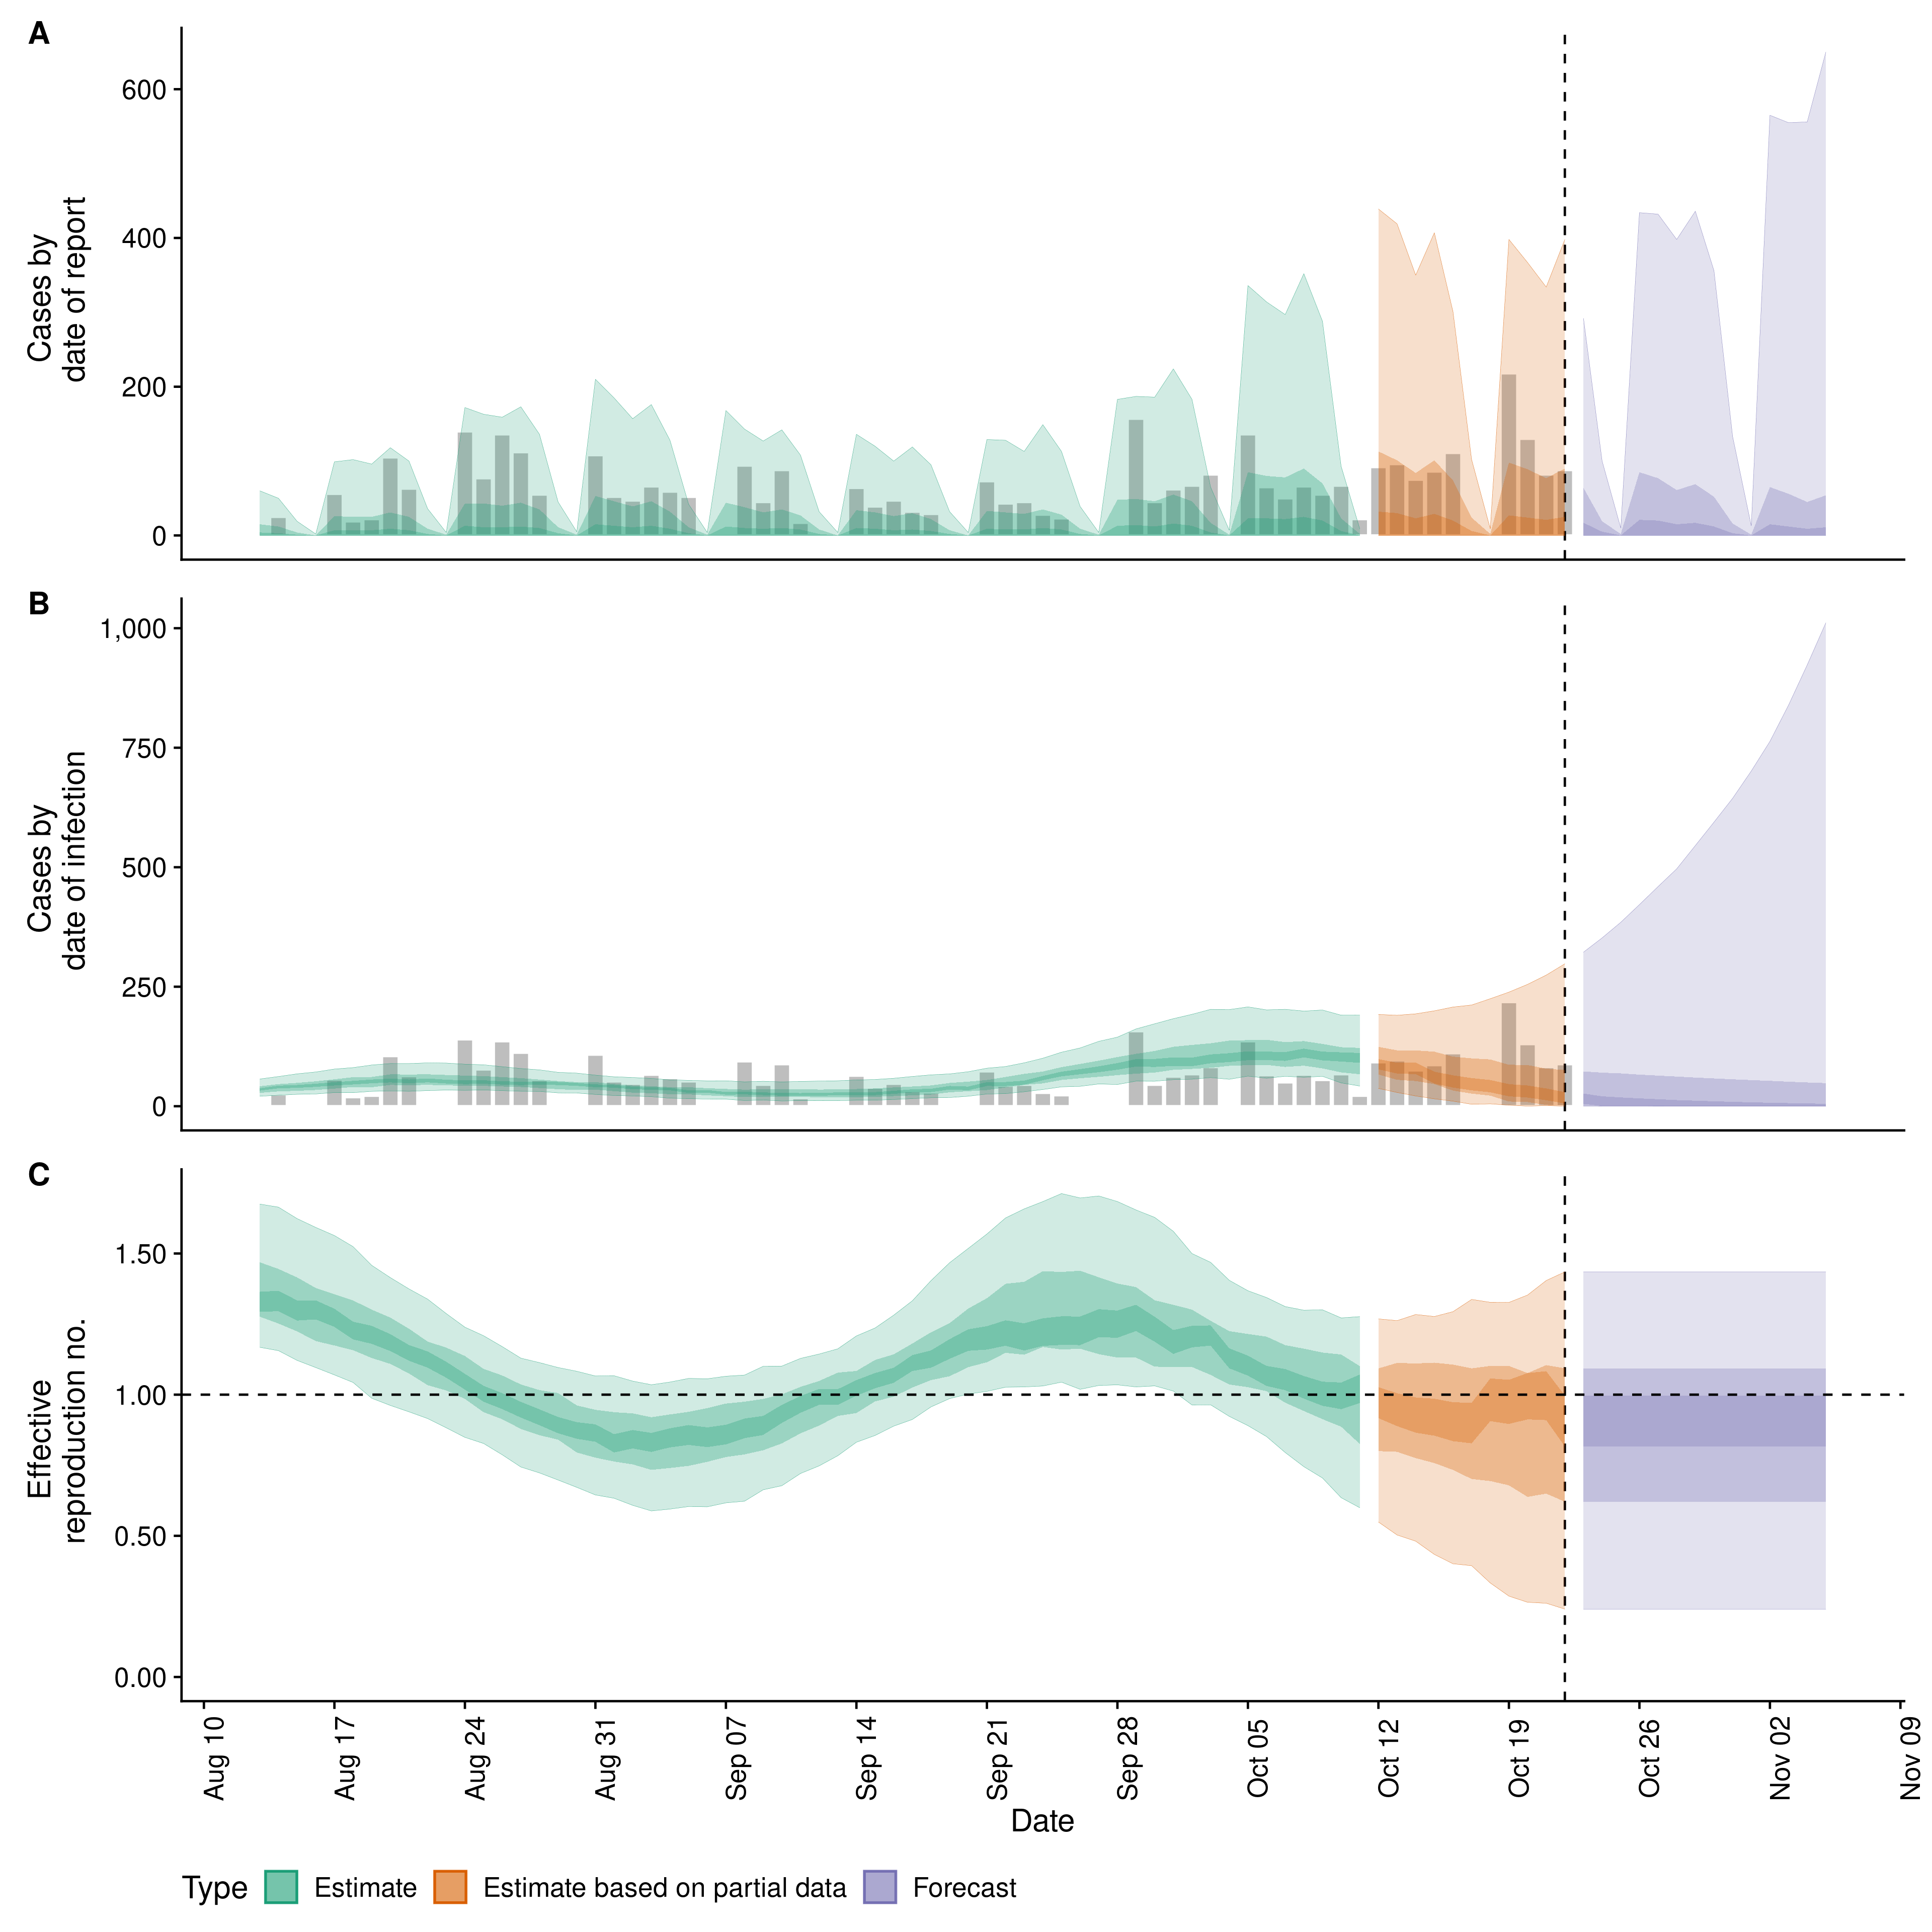 A
Cases by
date of report
600
400
200
0
B
Cases by
date of infection
1,000
750
500
250
0
C
Effective
reproduction no.
1.50
1.00
0.50
0.00
Aug 10
Aug 17
Aug 24
Aug 31
Sep 07
Sep 14
Sep 21
Sep 28
Oct 05
Oct 12
Oct 19
Oct 26
Nov 02
Nov 09
Date
Type
Estimate
Estimate based on partial data
Forecast